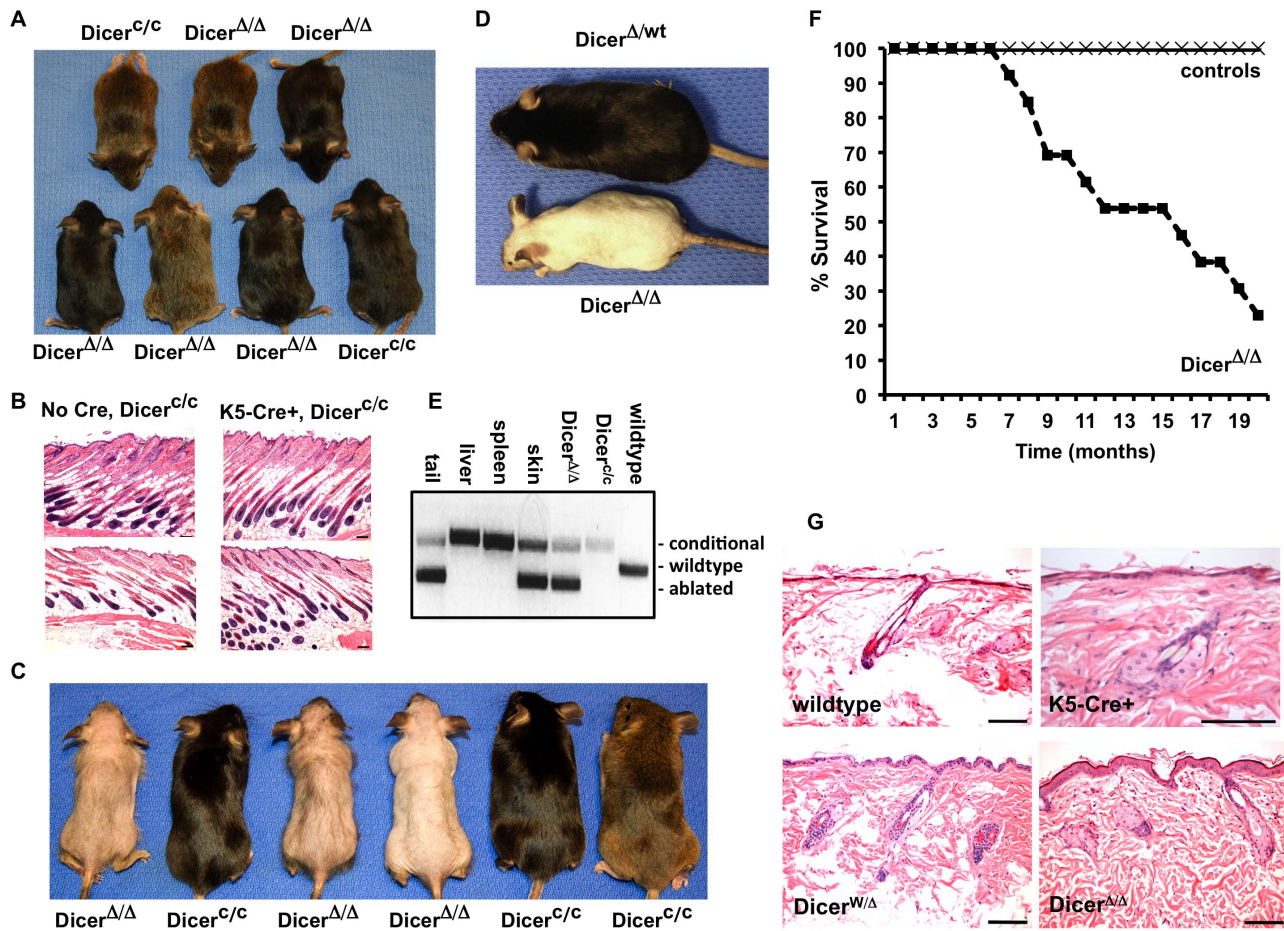 A
Dicer^c/c Dicer^Δ/Δ Dicer^Δ/Δ
Dicer^Δ/Δ Dicer^Δ/Δ Dicer^Δ/Δ Dicer^c/c
B
No Cre, Dicer^c/c K5-Cre+, Dicer^c/c
C
Dicer^Δ/Δ Dicer^c/c Dicer^Δ/Δ Dicer^Δ/Δ Dicer^c/c Dicer^c/c
D
Dicer^Δ/wt
Dicer^Δ/Δ
E
tail liver spleen skin Dicer^Δ/Δ Dicer^c/c wildtype
- conditional
- wildtype
- ablated
F
% Survival
100
90
80
70
60
50
40
30
20
10
0
controls
Dicer^Δ/Δ
1 3 5 7 9 11 13 15 17 19
Time (months)
G
wildtype K5-Cre+
Dicer^W/Δ Dicer^Δ/Δ